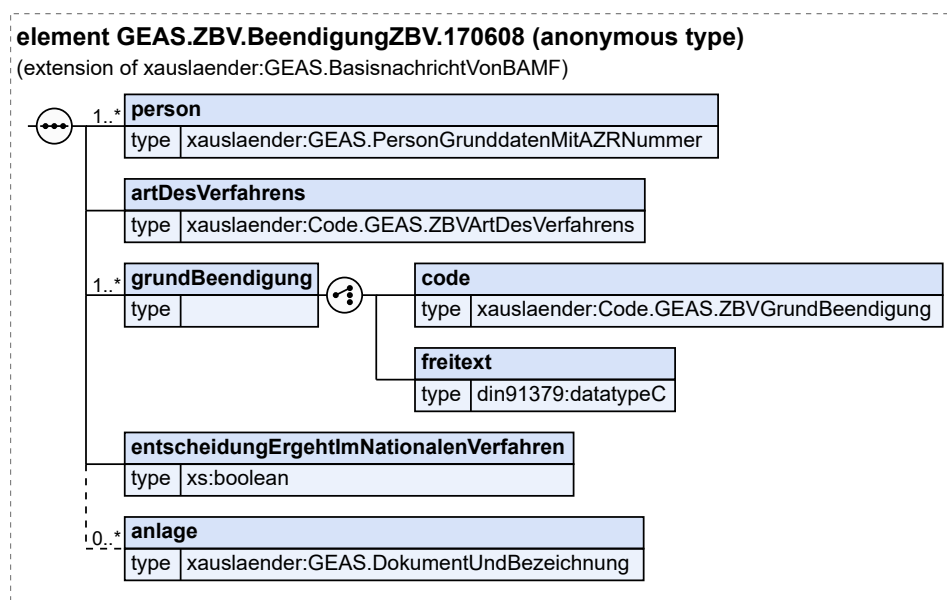 element GEAS.ZBV.BeendigungZBV.170608 (anonymous type)
(extension of xauslaender:GEAS.BasisnachrichtVonBAMF)
1..* person
type xauslaender:GEAS.PersonGrunddatenMitAZRNummer
artDesVerfahrens
type xauslaender:Code.GEAS.ZBVArtDesVerfahrens
1..* grundBeendigung code
type type xauslaender:Code.GEAS.ZBVGrundBeendigung
freitext
type din91379:datatypeC
entscheidungErgehtImNationalenVerfahren
type xs:boolean
0..* anlage
type xauslaender:GEAS.DokumentUndBezeichnung